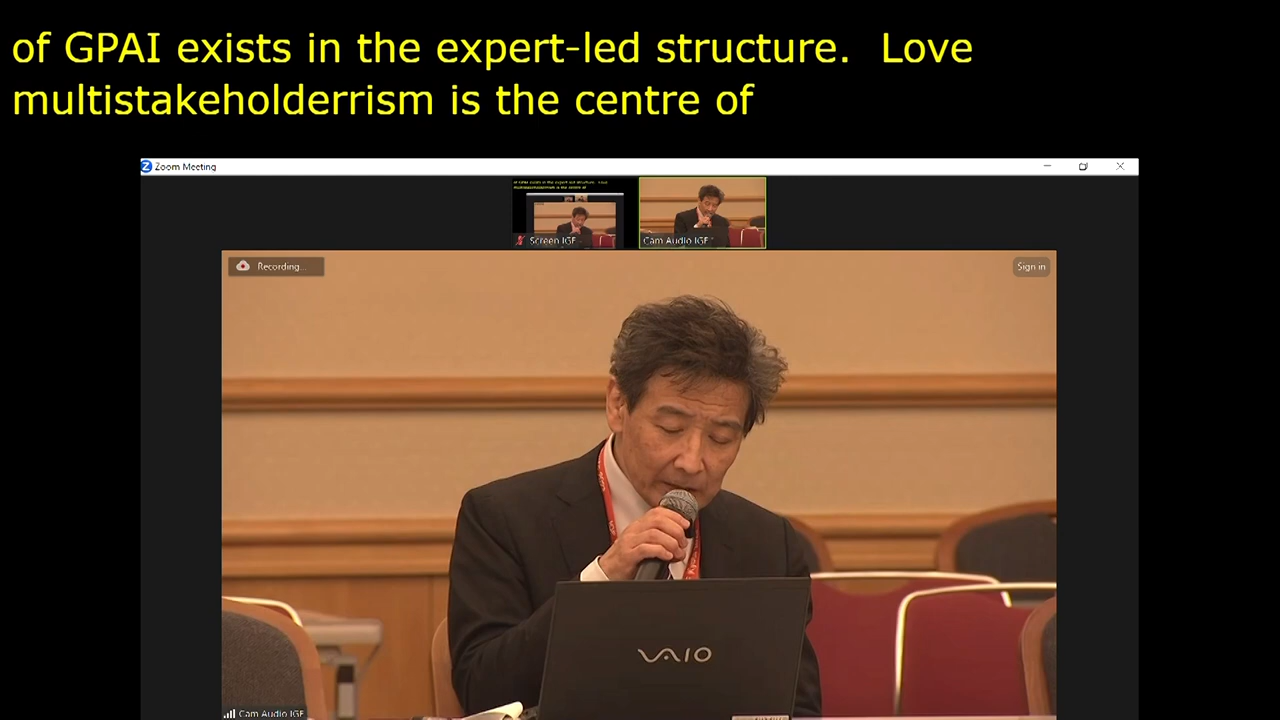 of GPAI exists in the expert-led structure.  Love
multistakeholderrism is the centre of
Zoom Meeting
Screen IGF
Cam Audio IGF
Recording...
Sign in
VAIO
Cam Audio IGF